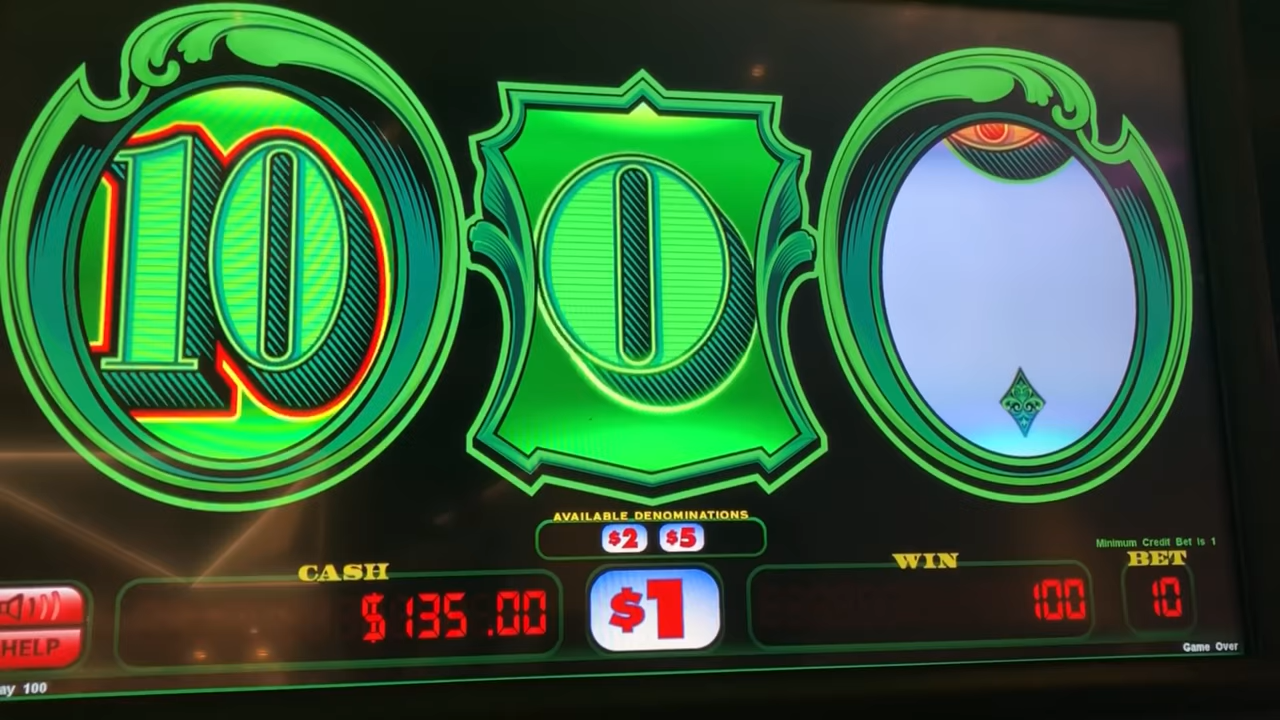 10 0
AVAILABLE DENOMINATIONS
$2 $5
Minimum Credit Bet is 1
CASH
WIN
BET
$135.00
$1
100
10
HELP
Game Over
ay 100